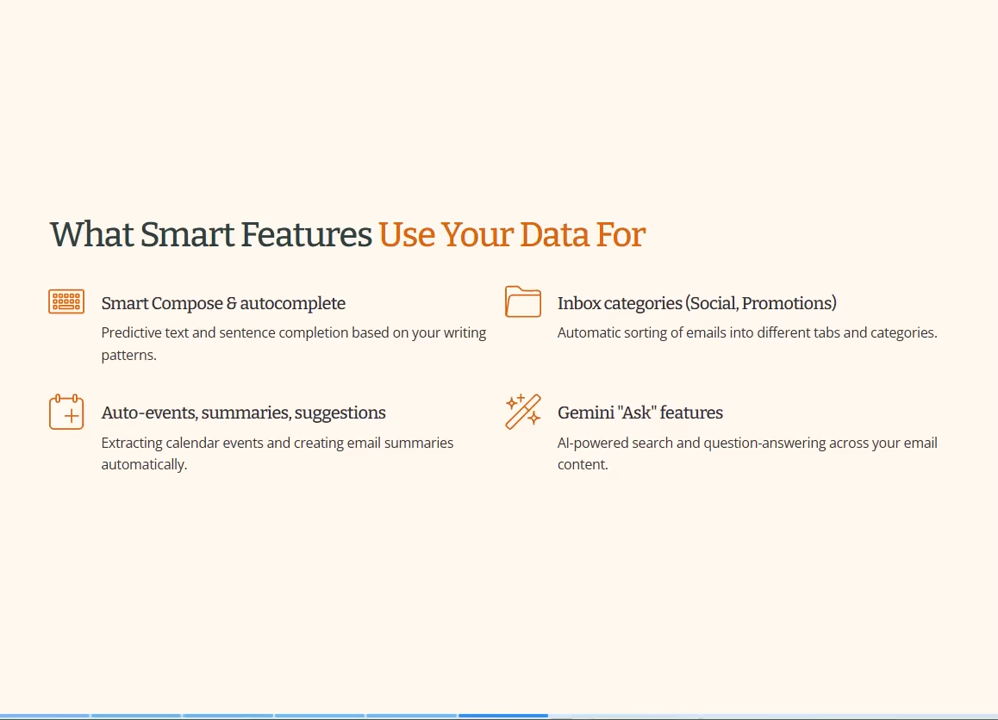 What Smart Features Use Your Data For
Smart Compose & autocomplete
Predictive text and sentence completion based on your writing
patterns.
Inbox categories (Social, Promotions)
Automatic sorting of emails into different tabs and categories.
Auto-events, summaries, suggestions
Extracting calendar events and creating email summaries
automatically.
Gemini "Ask" features
AI-powered search and question-answering across your email
content.